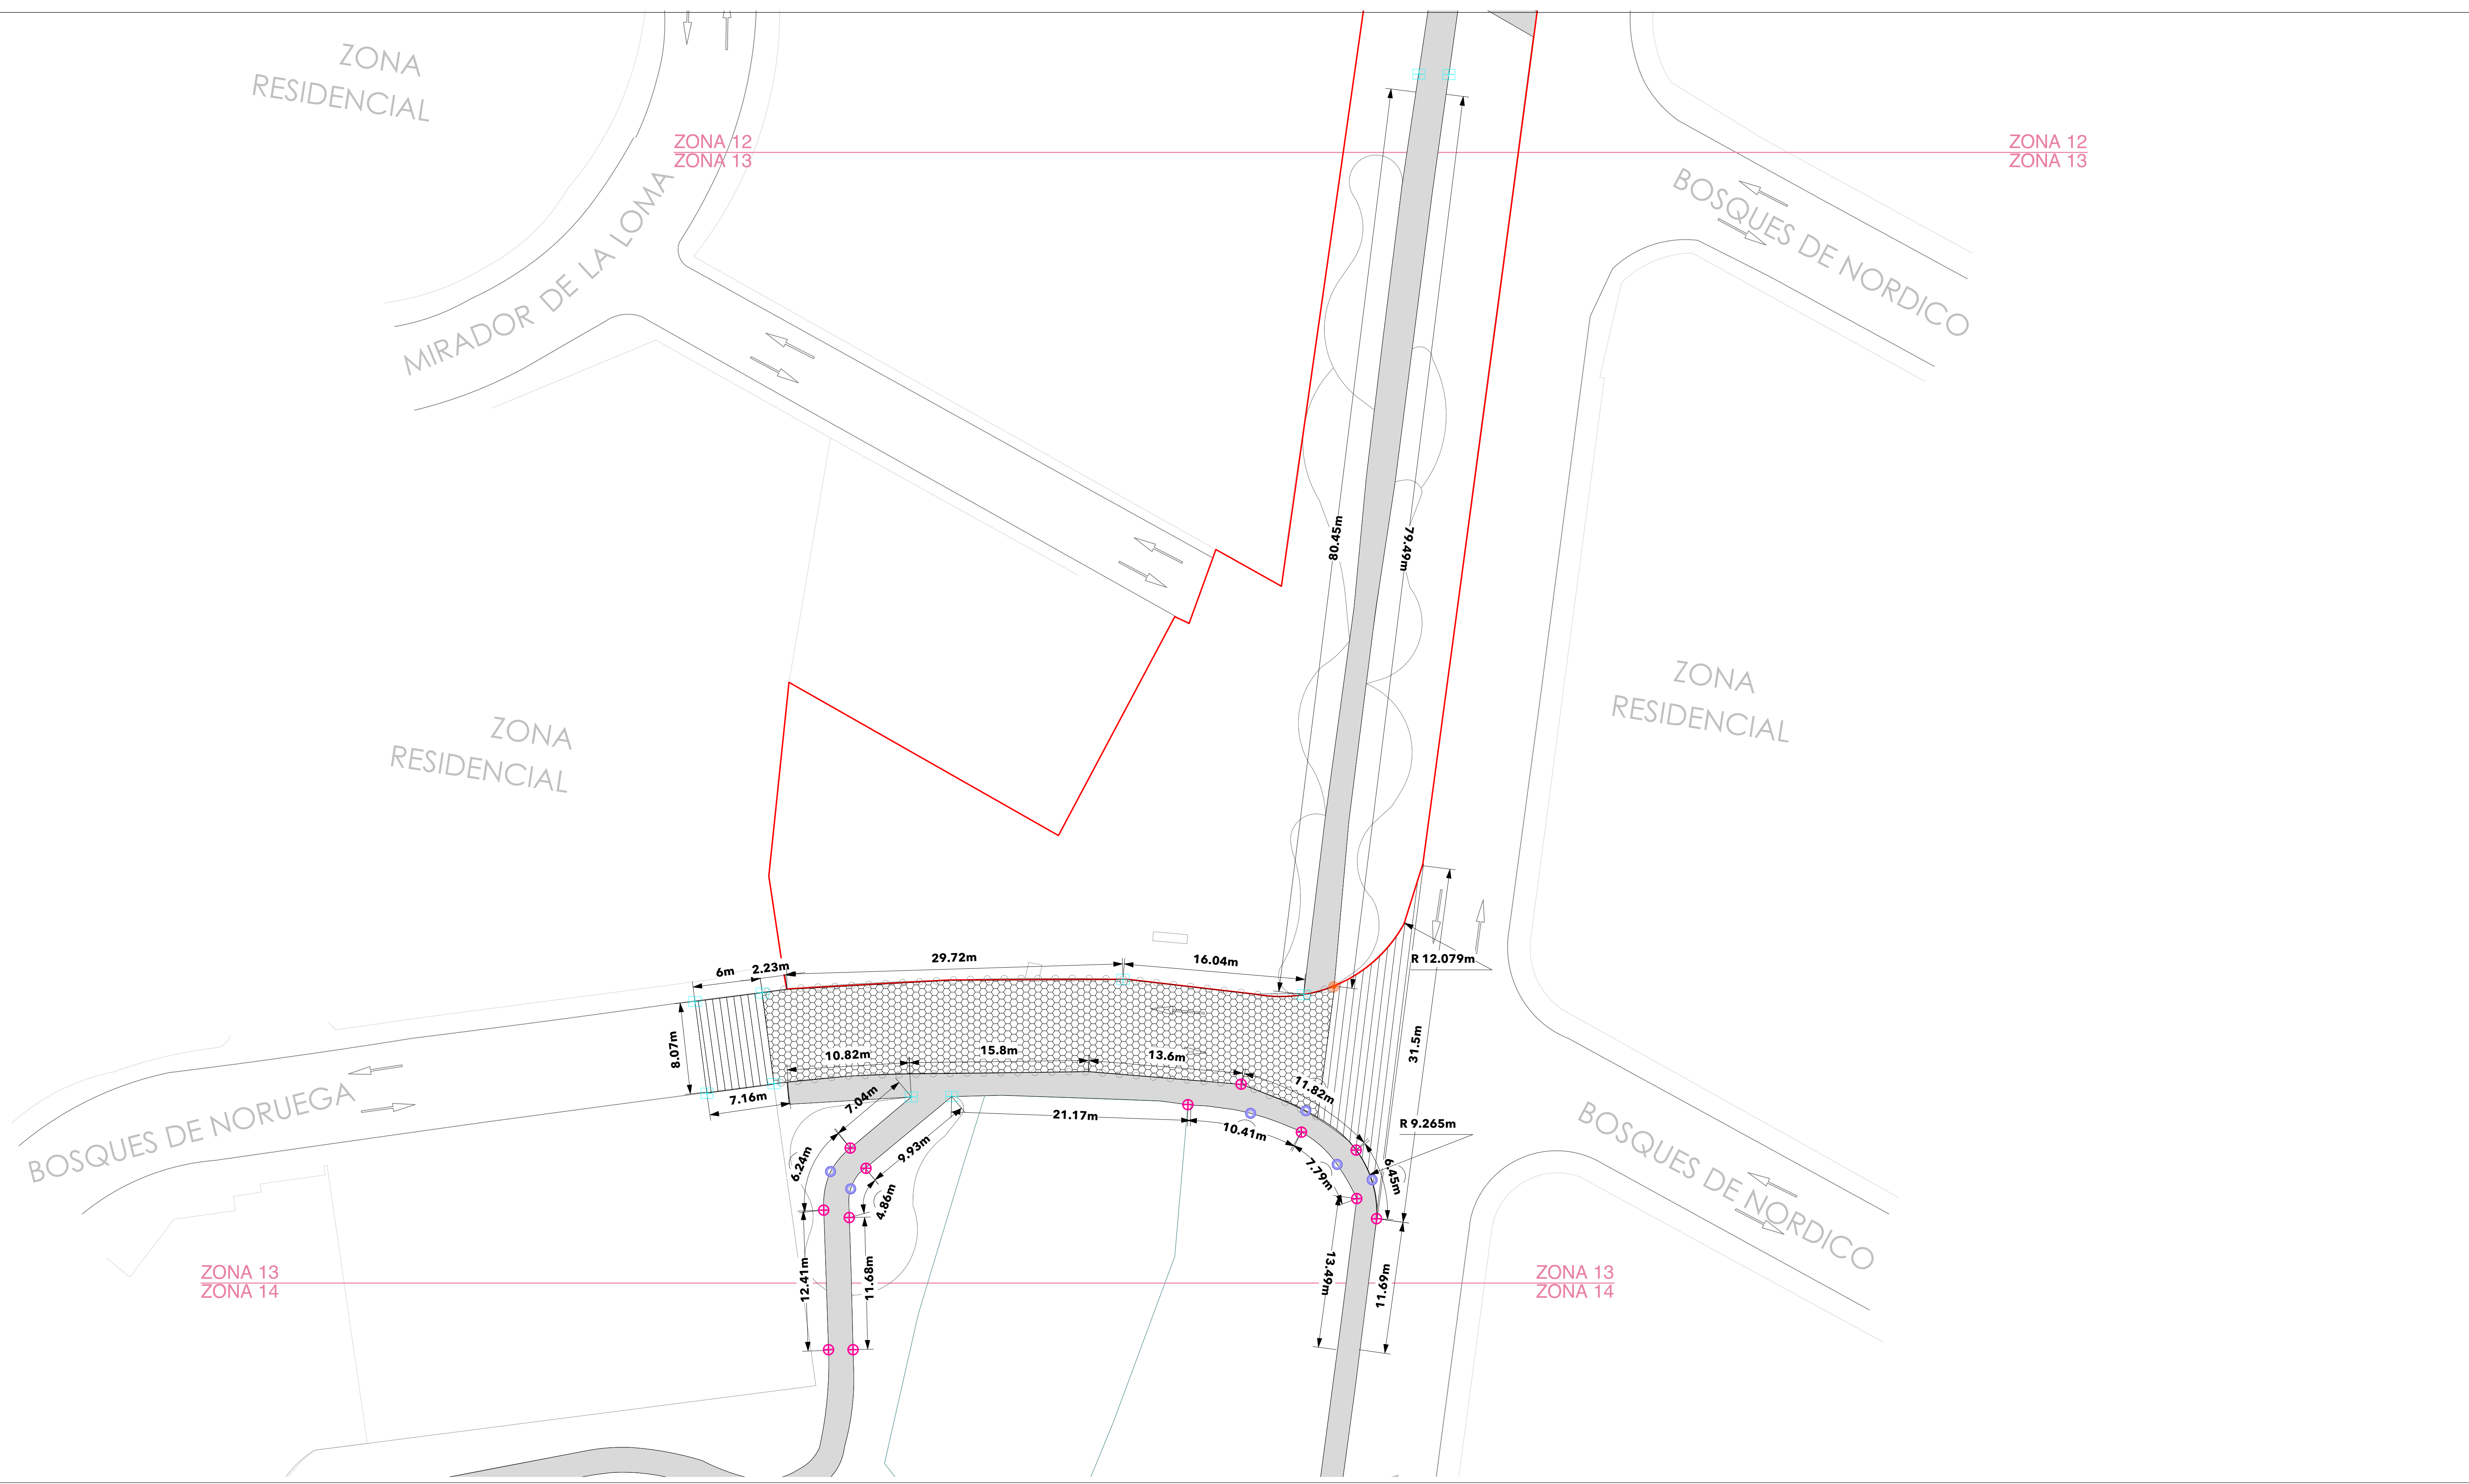 ZONA
RESIDENCIAL
ZONA 12
ZONA 13
ZONA 12
ZONA 13
MIRADOR DE LA LOMA
BOSQUES DE NORDICO
80.45m
79.49m
ZONA
RESIDENCIAL
ZONA
RESIDENCIAL
6m
2.23m
29.72m
16.04m
R 12.079m
8.07m
31.5m
10.82m
15.8m
13.6m
11.82m
7.16m
7.04m
21.17m
10.41m
R 9.265m
BOSQUES DE NORUEGA
BOSQUES DE NORDICO
6.24m
9.93m
7.79m
6.45m
4.86m
ZONA 13
ZONA 14
12.41m
11.68m
13.49m
11.69m
ZONA 13
ZONA 14